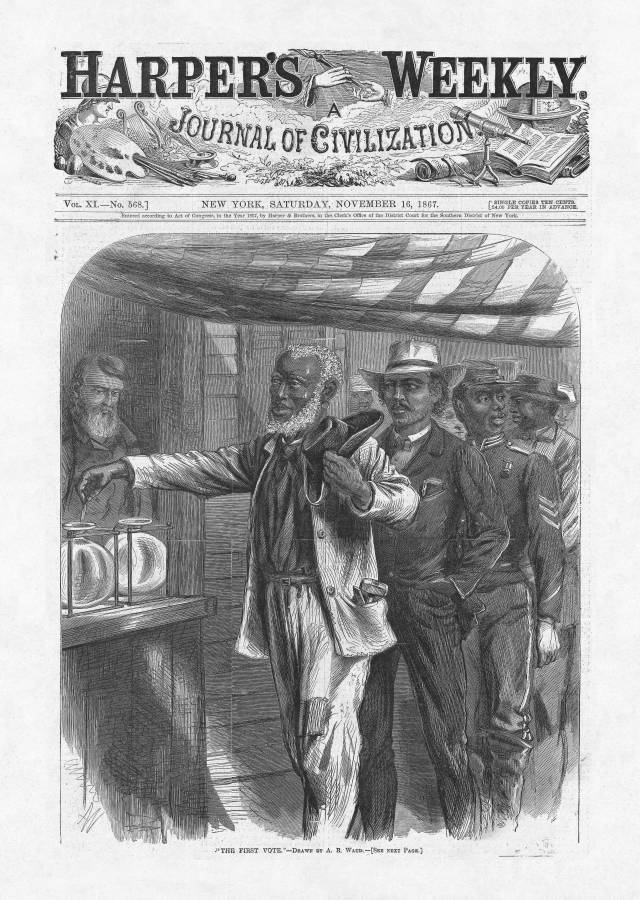 HARPER'S WEEKLY.
A
JOURNAL OF CIVILIZATION
VOL. XI.—No. 568.] NEW YORK, SATURDAY, NOVEMBER 16, 1867. [SINGLE COPIES TEN CENTS.
[$4.00 PER YEAR IN ADVANCE.
Entered according to Act of Congress, in the Year 1867, by Harper & Brothers, in the Clerk's Office of the District Court for the Southern District of New York.
"THE FIRST VOTE."—DRAWN BY A. R. WAUD.—[SEE NEXT PAGE.]